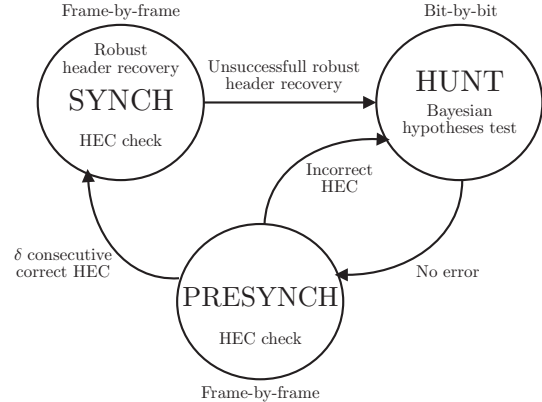 Frame-by-frame
Bit-by-bit
Robust
header recovery
SYNCH
HEC check
Unsuccessfull robust
header recovery
HUNT
Bayesian
hypotheses test
Incorrect
HEC
δ consecutive
correct HEC
No error
PRESYNCH
HEC check
Frame-by-frame